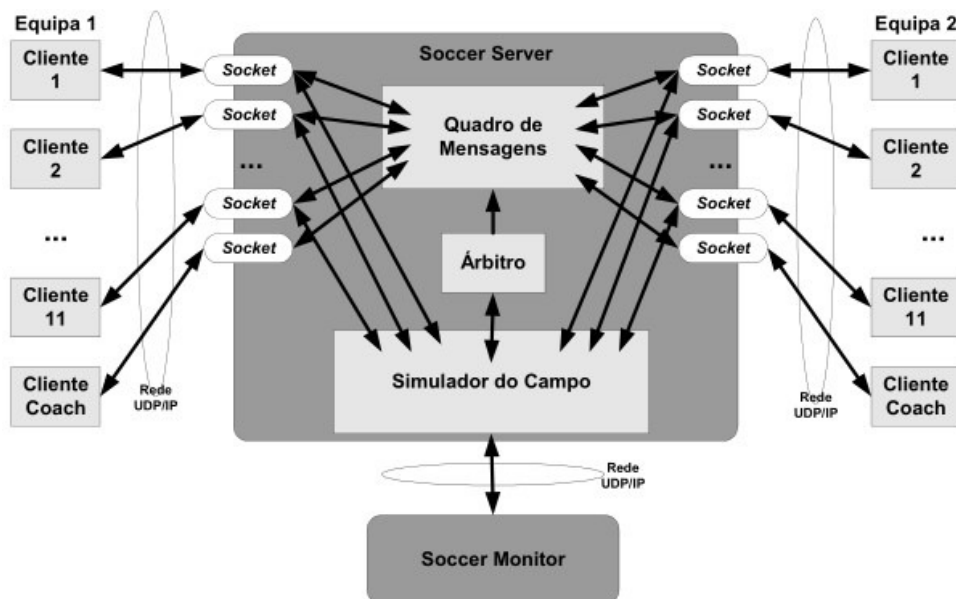 Equipa 1
Cliente
1
Cliente
2
...
Cliente
11
Cliente
Coach
Rede
UDP/IP
Soccer Server
Socket
Socket
...
Socket
Socket
Quadro de
Mensagens
Árbitro
Simulador do Campo
Socket
Socket
...
Socket
Socket
Rede
UDP/IP
Soccer Monitor
Equipa 2
Cliente
1
Cliente
2
...
Cliente
11
Cliente
Coach
Rede
UDP/IP